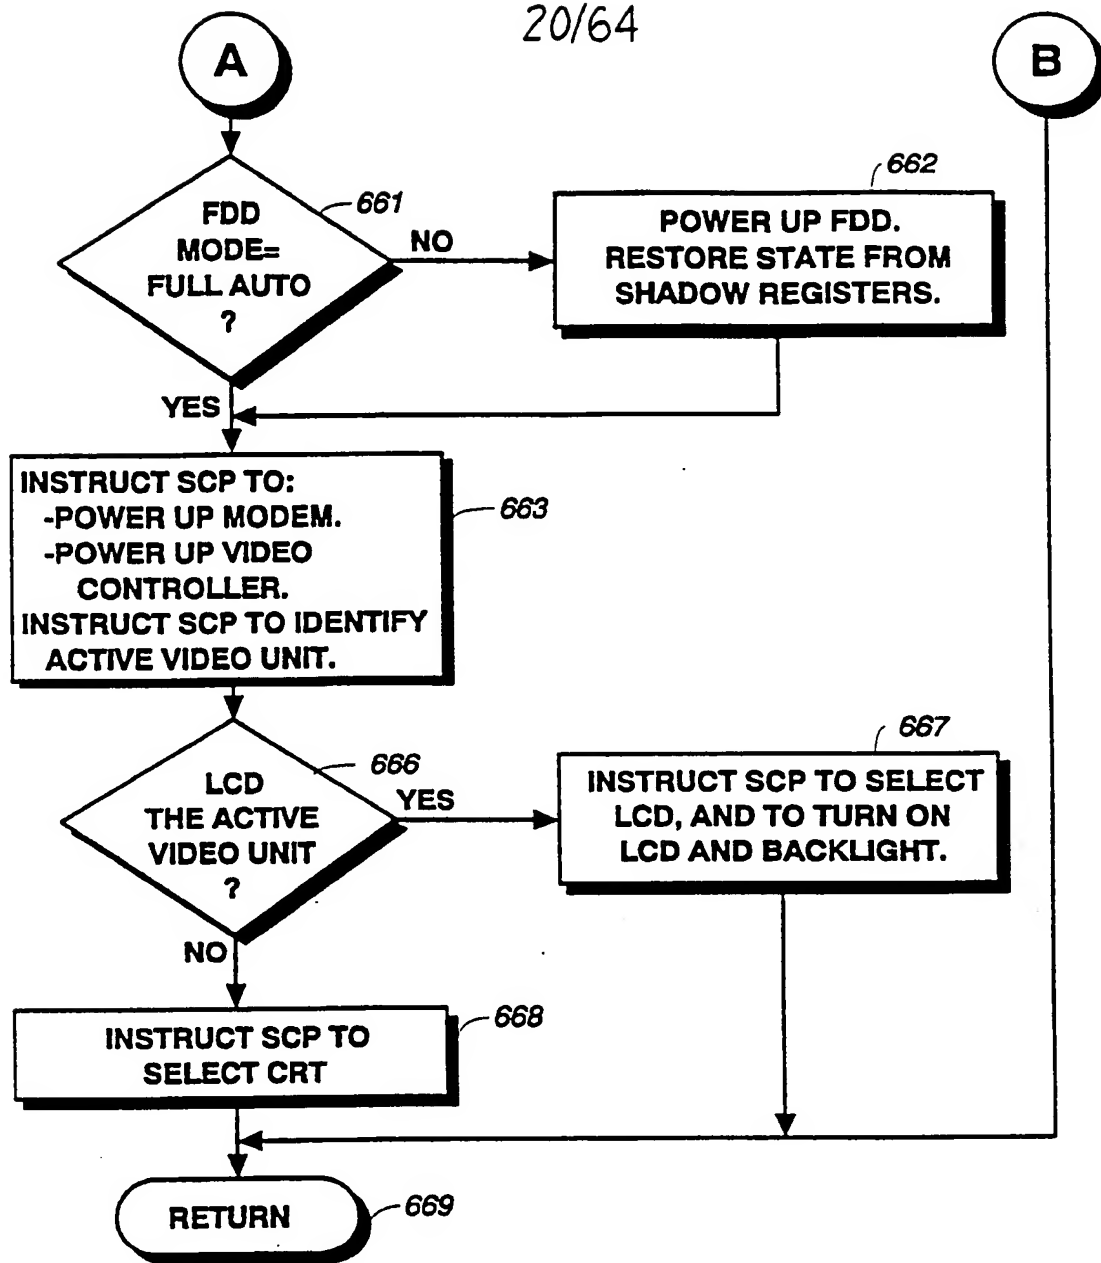 20/64
A
B
FDD
MODE=
FULL AUTO
?
661
NO
YES
662
POWER UP FDD.
RESTORE STATE FROM
SHADOW REGISTERS.
INSTRUCT SCP TO:
-POWER UP MODEM.
-POWER UP VIDEO
CONTROLLER.
INSTRUCT SCP TO IDENTIFY
ACTIVE VIDEO UNIT.
663
LCD
THE ACTIVE
VIDEO UNIT
?
666
YES
NO
667
INSTRUCT SCP TO SELECT
LCD, AND TO TURN ON
LCD AND BACKLIGHT.
INSTRUCT SCP TO
SELECT CRT
668
RETURN
669